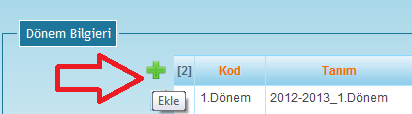 Dönem Bilgieri
[2] Kod Tanım
Ekle 1.Dönem 2012-2013_1.Dönem